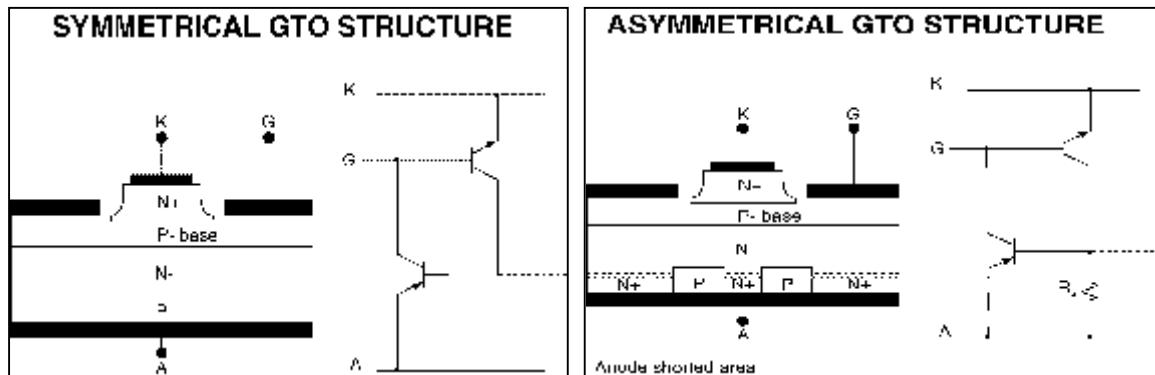 SYMMETRICAL GTO STRUCTURE
K
K
G
G
N+
P- base
N-
A
A
ASYMMETRICAL GTO STRUCTURE
K
K
G
G
N+
P- base
N
N+
P
N+
P
N+
A
A
Anode shorted area